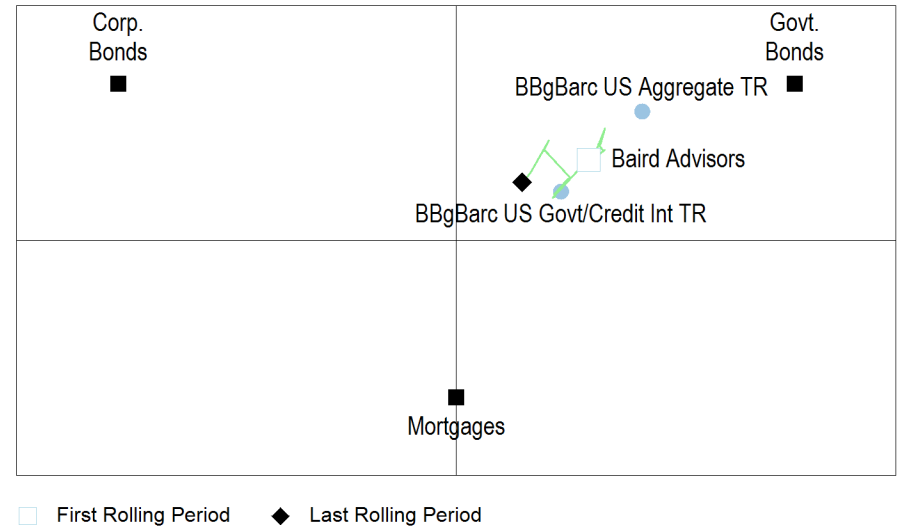 Corp.
Bonds
Govt.
Bonds
BBgBarc US Aggregate TR
Baird Advisors
BBgBarc US Govt/Credit Int TR
Mortgages
First Rolling Period
Last Rolling Period